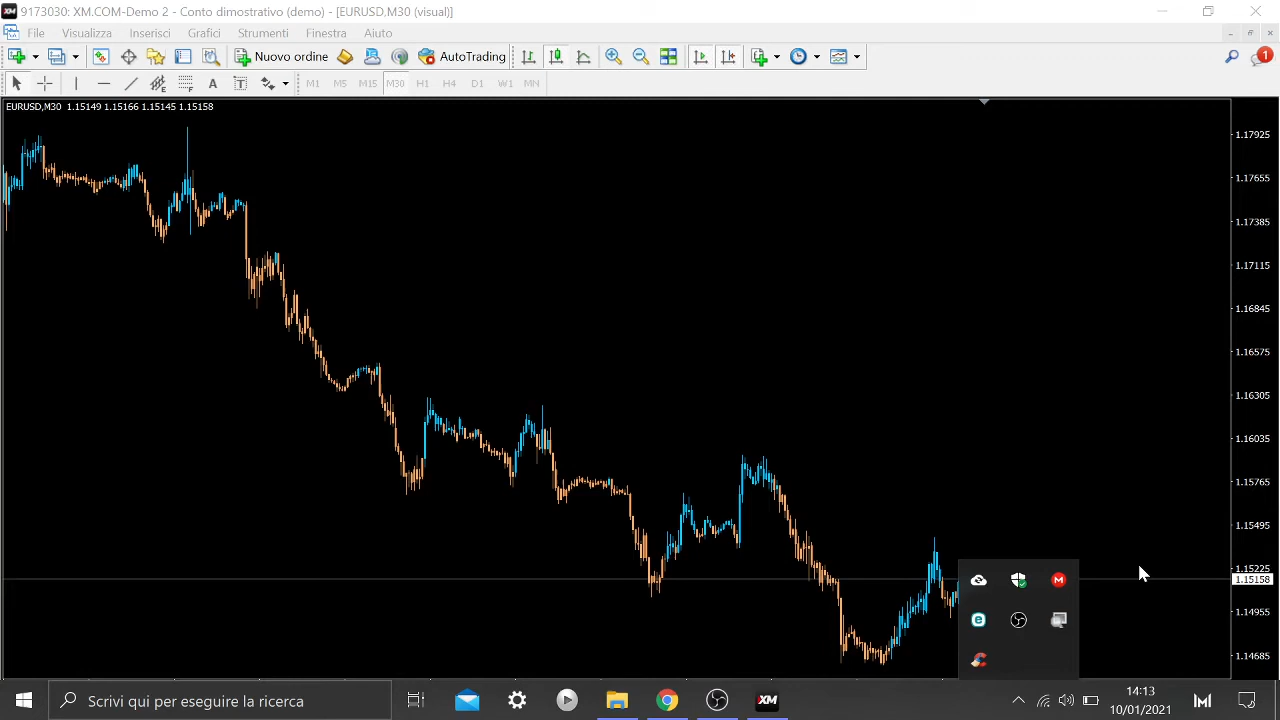 XM 9173030: XM.COM-Demo 2 - Conto dimostrativo (demo) - [EURUSD,M30 (visual)]
File Visualizza Inserisci Grafici Strumenti Finestra Aiuto
Nuovo ordine AutoTrading 1
A T M1 M5 M15 M30 H1 H4 D1 W1 MN
EURUSD,M30 1.15149 1.15166 1.15145 1.15158
1.17925
1.17655
1.17385
1.17115
1.16845
1.16575
1.16305
1.16035
1.15765
1.15495
1.15225
1.15158
1.14955
1.14685
Scrivi qui per eseguire la ricerca
XM
14:13
10/01/2021